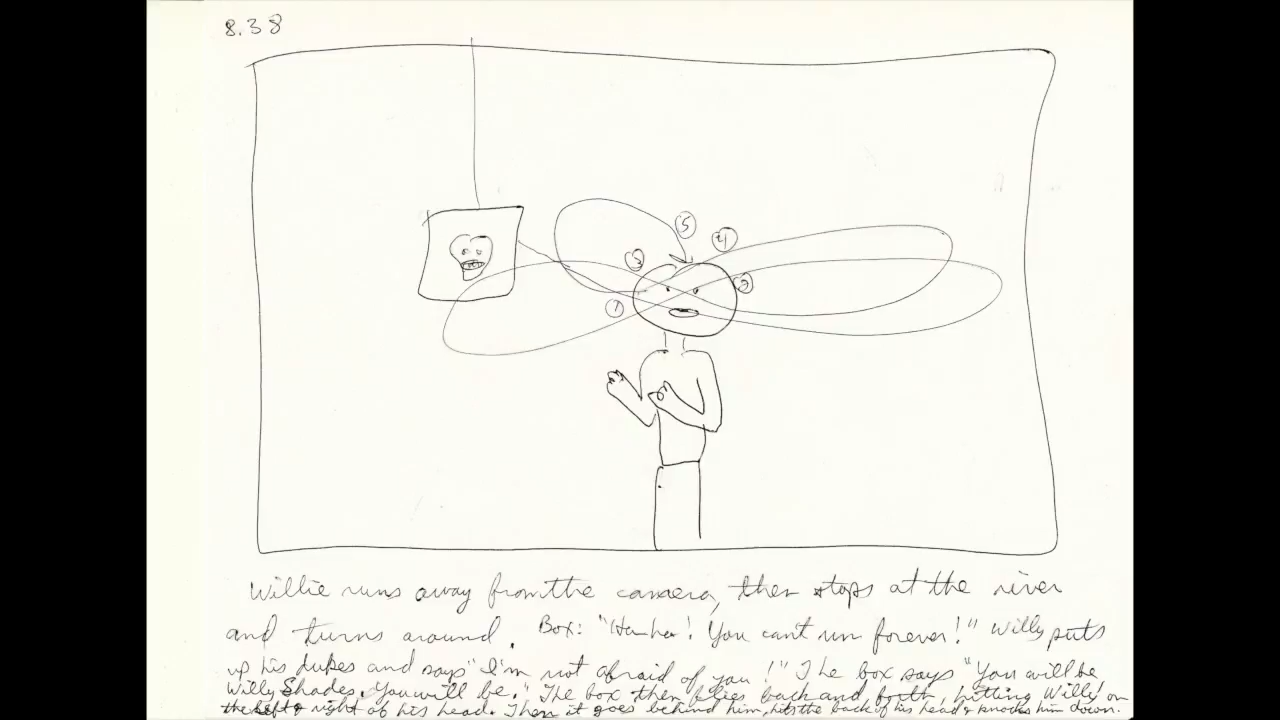 8.38
5
4
3
2
1
Willie runs away from the camera, then stops at the river
and turns around. Box: "Ha ha! You can't run forever!" Willy puts
up his dukes and says "I'm not afraid of you!" The box says "You will be
Willy Shades. You will be." The box then flies back and forth, hitting Willy on
the left & right of his head. Then it goes behind him, hits the back of his head & knocks him down.